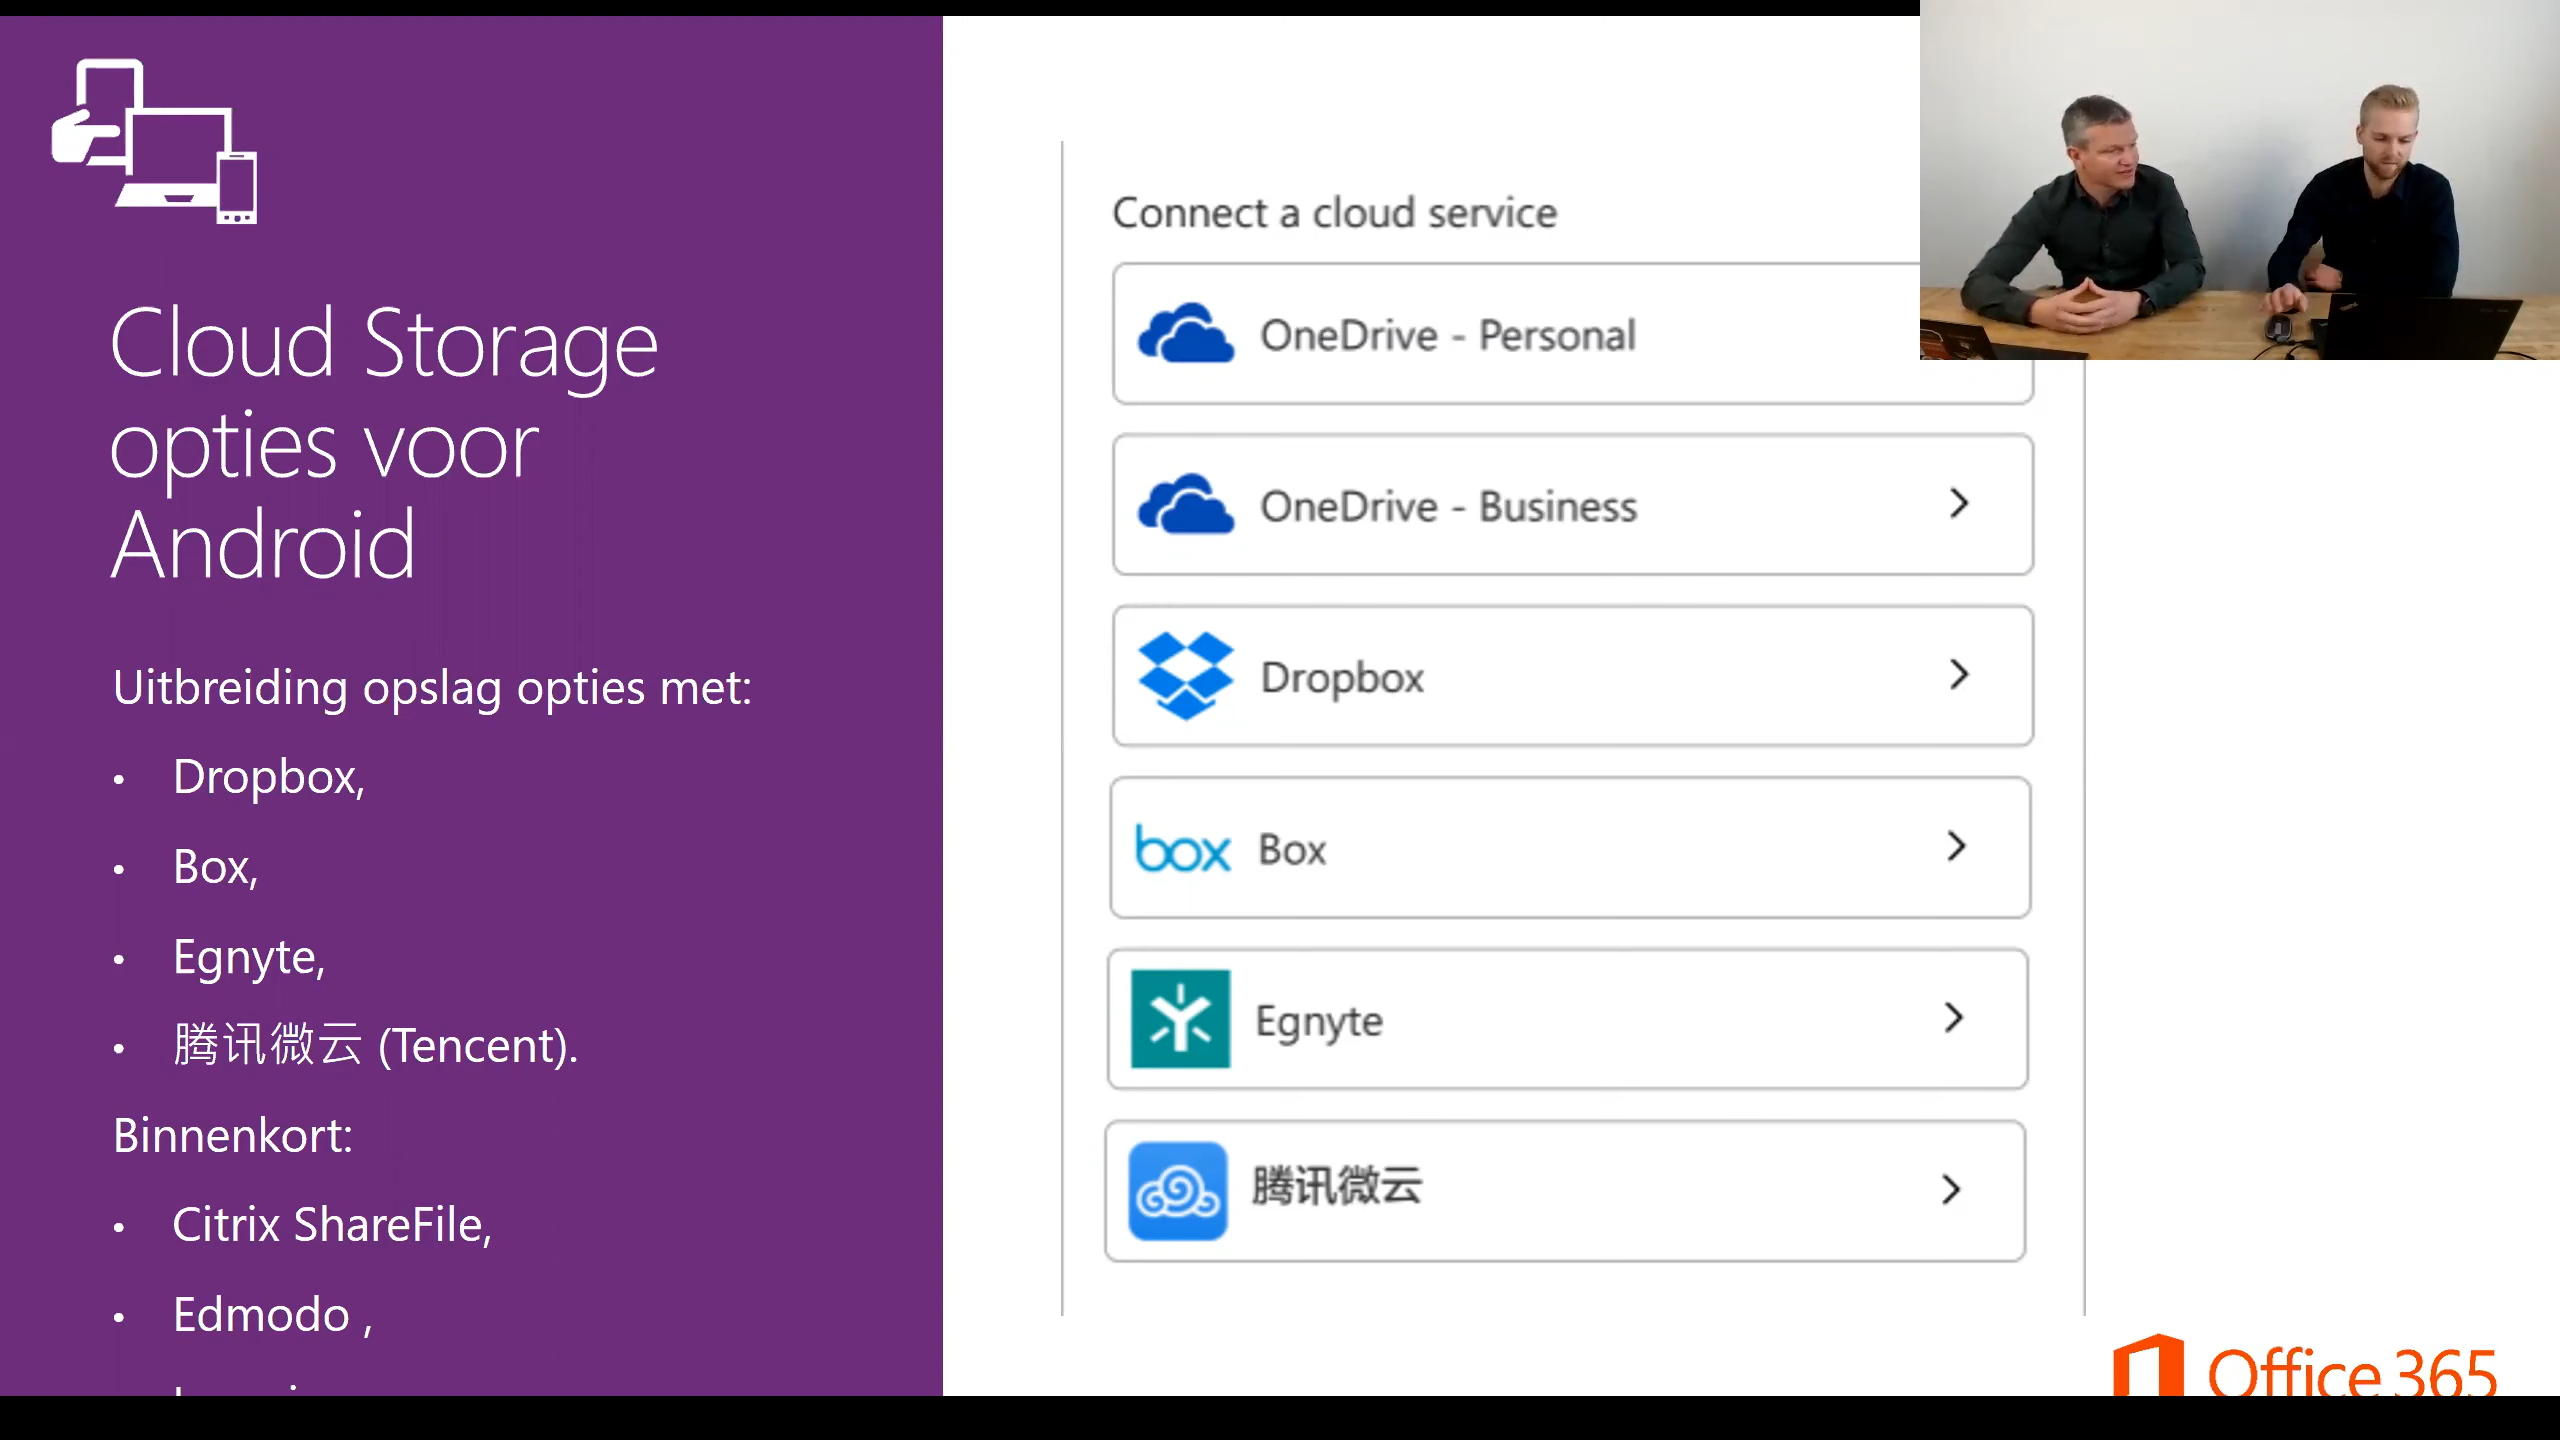 Cloud Storage
opties voor
Android
Uitbreiding opslag opties met:
• Dropbox,
• Box,
• Egnyte,
• 腾讯微云 (Tencent).
Binnenkort:
• Citrix ShareFile,
• Edmodo ,
Connect a cloud service
OneDrive - Personal
OneDrive - Business
Dropbox
box Box
Egnyte
腾讯微云
Office 365